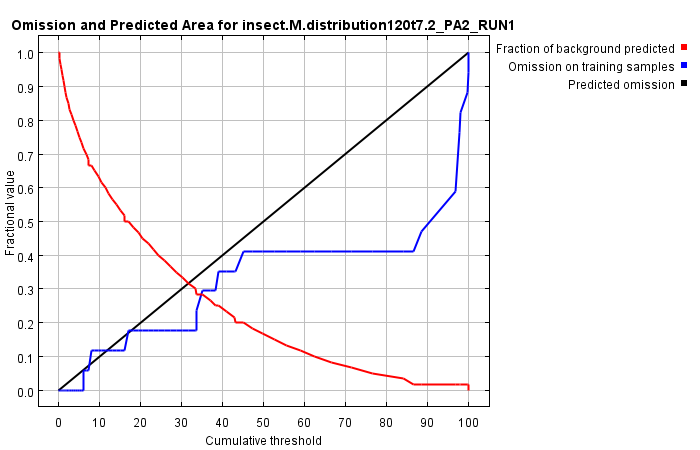 Omission and Predicted Area for insect.M.distribution120t7.2_PA2_RUN1
Fraction of background predicted
Omission on training samples
Predicted omission
Fractional value
1.0
0.9
0.8
0.7
0.6
0.5
0.4
0.3
0.2
0.1
0.0
0 10 20 30 40 50 60 70 80 90 100
Cumulative threshold